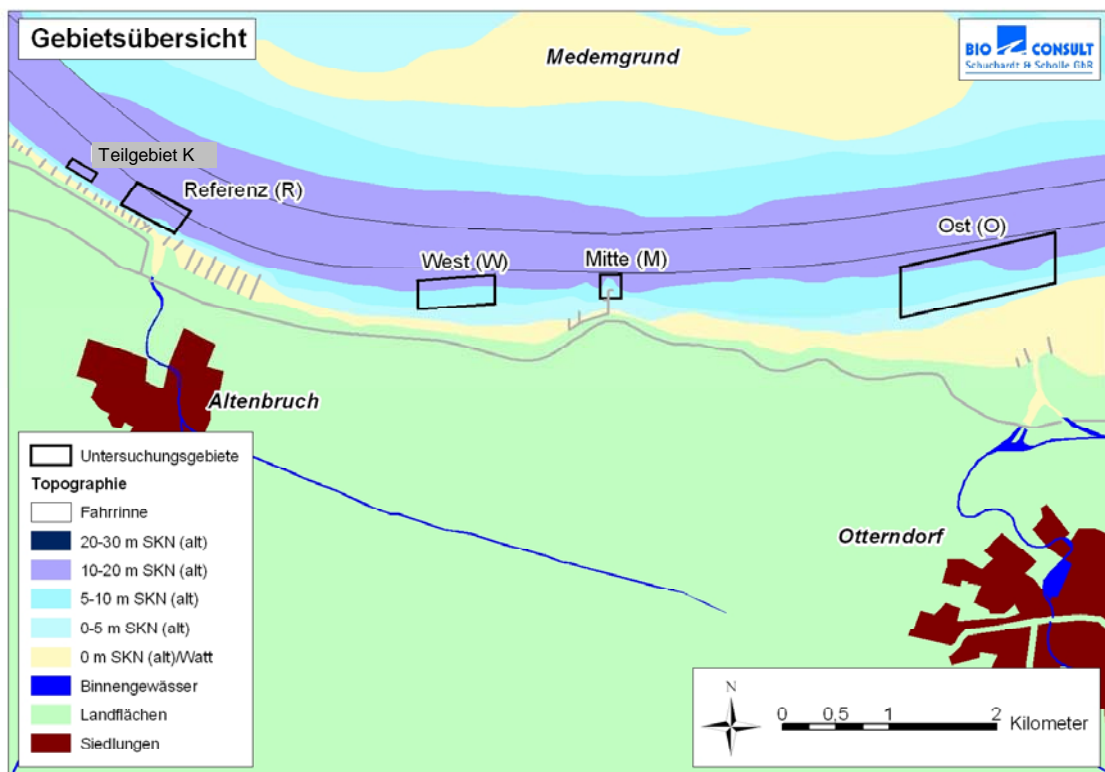 Gebietsübersicht
Medemgrund
BIO CONSULT
Schuchardt & Scholle GbR
Teilgebiet K
Referenz (R)
West (W)
Mitte (M)
Ost (O)
Altenbruch
Otterndorf
Untersuchungsgebiete
Topographie
Fahrrinne
20-30 m SKN (alt)
10-20 m SKN (alt)
5-10 m SKN (alt)
0-5 m SKN (alt)
0 m SKN (alt)/Watt
Binnengewässer
Landflächen
Siedlungen
N
0 0,5 1 2 Kilometer